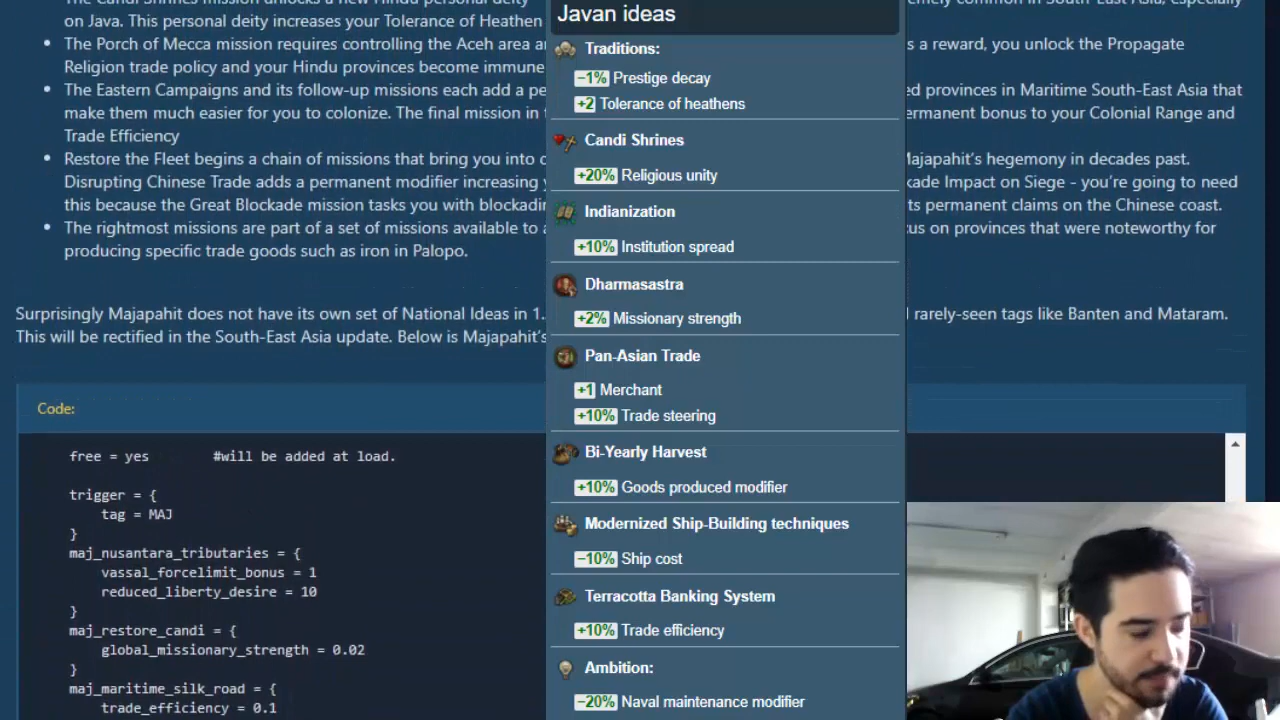 The Candi Shrines mission unlocks a new Hindu personal deity
emely common in South-East Asia, especially
on Java. This personal deity increases your Tolerance of Heathen
The Porch of Mecca mission requires controlling the Aceh area an
s a reward, you unlock the Propagate
Religion trade policy and your Hindu provinces become immune
The Eastern Campaigns and its follow-up missions each add a pe
ed provinces in Maritime South-East Asia that
make them much easier for you to colonize. The final mission in t
ermanent bonus to your Colonial Range and
Trade Efficiency
Restore the Fleet begins a chain of missions that bring you into c
Majapahit's hegemony in decades past.
Disrupting Chinese Trade adds a permanent modifier increasing y
kade Impact on Siege - you're going to need
this because the Great Blockade mission tasks you with blockadin
ts permanent claims on the Chinese coast.
The rightmost missions are part of a set of missions available to a
cus on provinces that were noteworthy for
producing specific trade goods such as iron in Palopo.
Surprisingly Majapahit does not have its own set of National Ideas in 1.
l rarely-seen tags like Banten and Mataram.
This will be rectified in the South-East Asia update. Below is Majapahit's
Code:
free = yes #will be added at load.
trigger = {
tag = MAJ
}
maj_nusantara_tributaries = {
vassal_forcelimit_bonus = 1
reduced_liberty_desire = 10
}
maj_restore_candi = {
global_missionary_strength = 0.02
}
maj_maritime_silk_road = {
trade_efficiency = 0.1
Javan ideas
Traditions:
−1% Prestige decay
+2 Tolerance of heathens
Candi Shrines
+20% Religious unity
Indianization
+10% Institution spread
Dharmasastra
+2% Missionary strength
Pan-Asian Trade
+1 Merchant
+10% Trade steering
Bi-Yearly Harvest
+10% Goods produced modifier
Modernized Ship-Building techniques
−10% Ship cost
Terracotta Banking System
+10% Trade efficiency
Ambition:
−20% Naval maintenance modifier